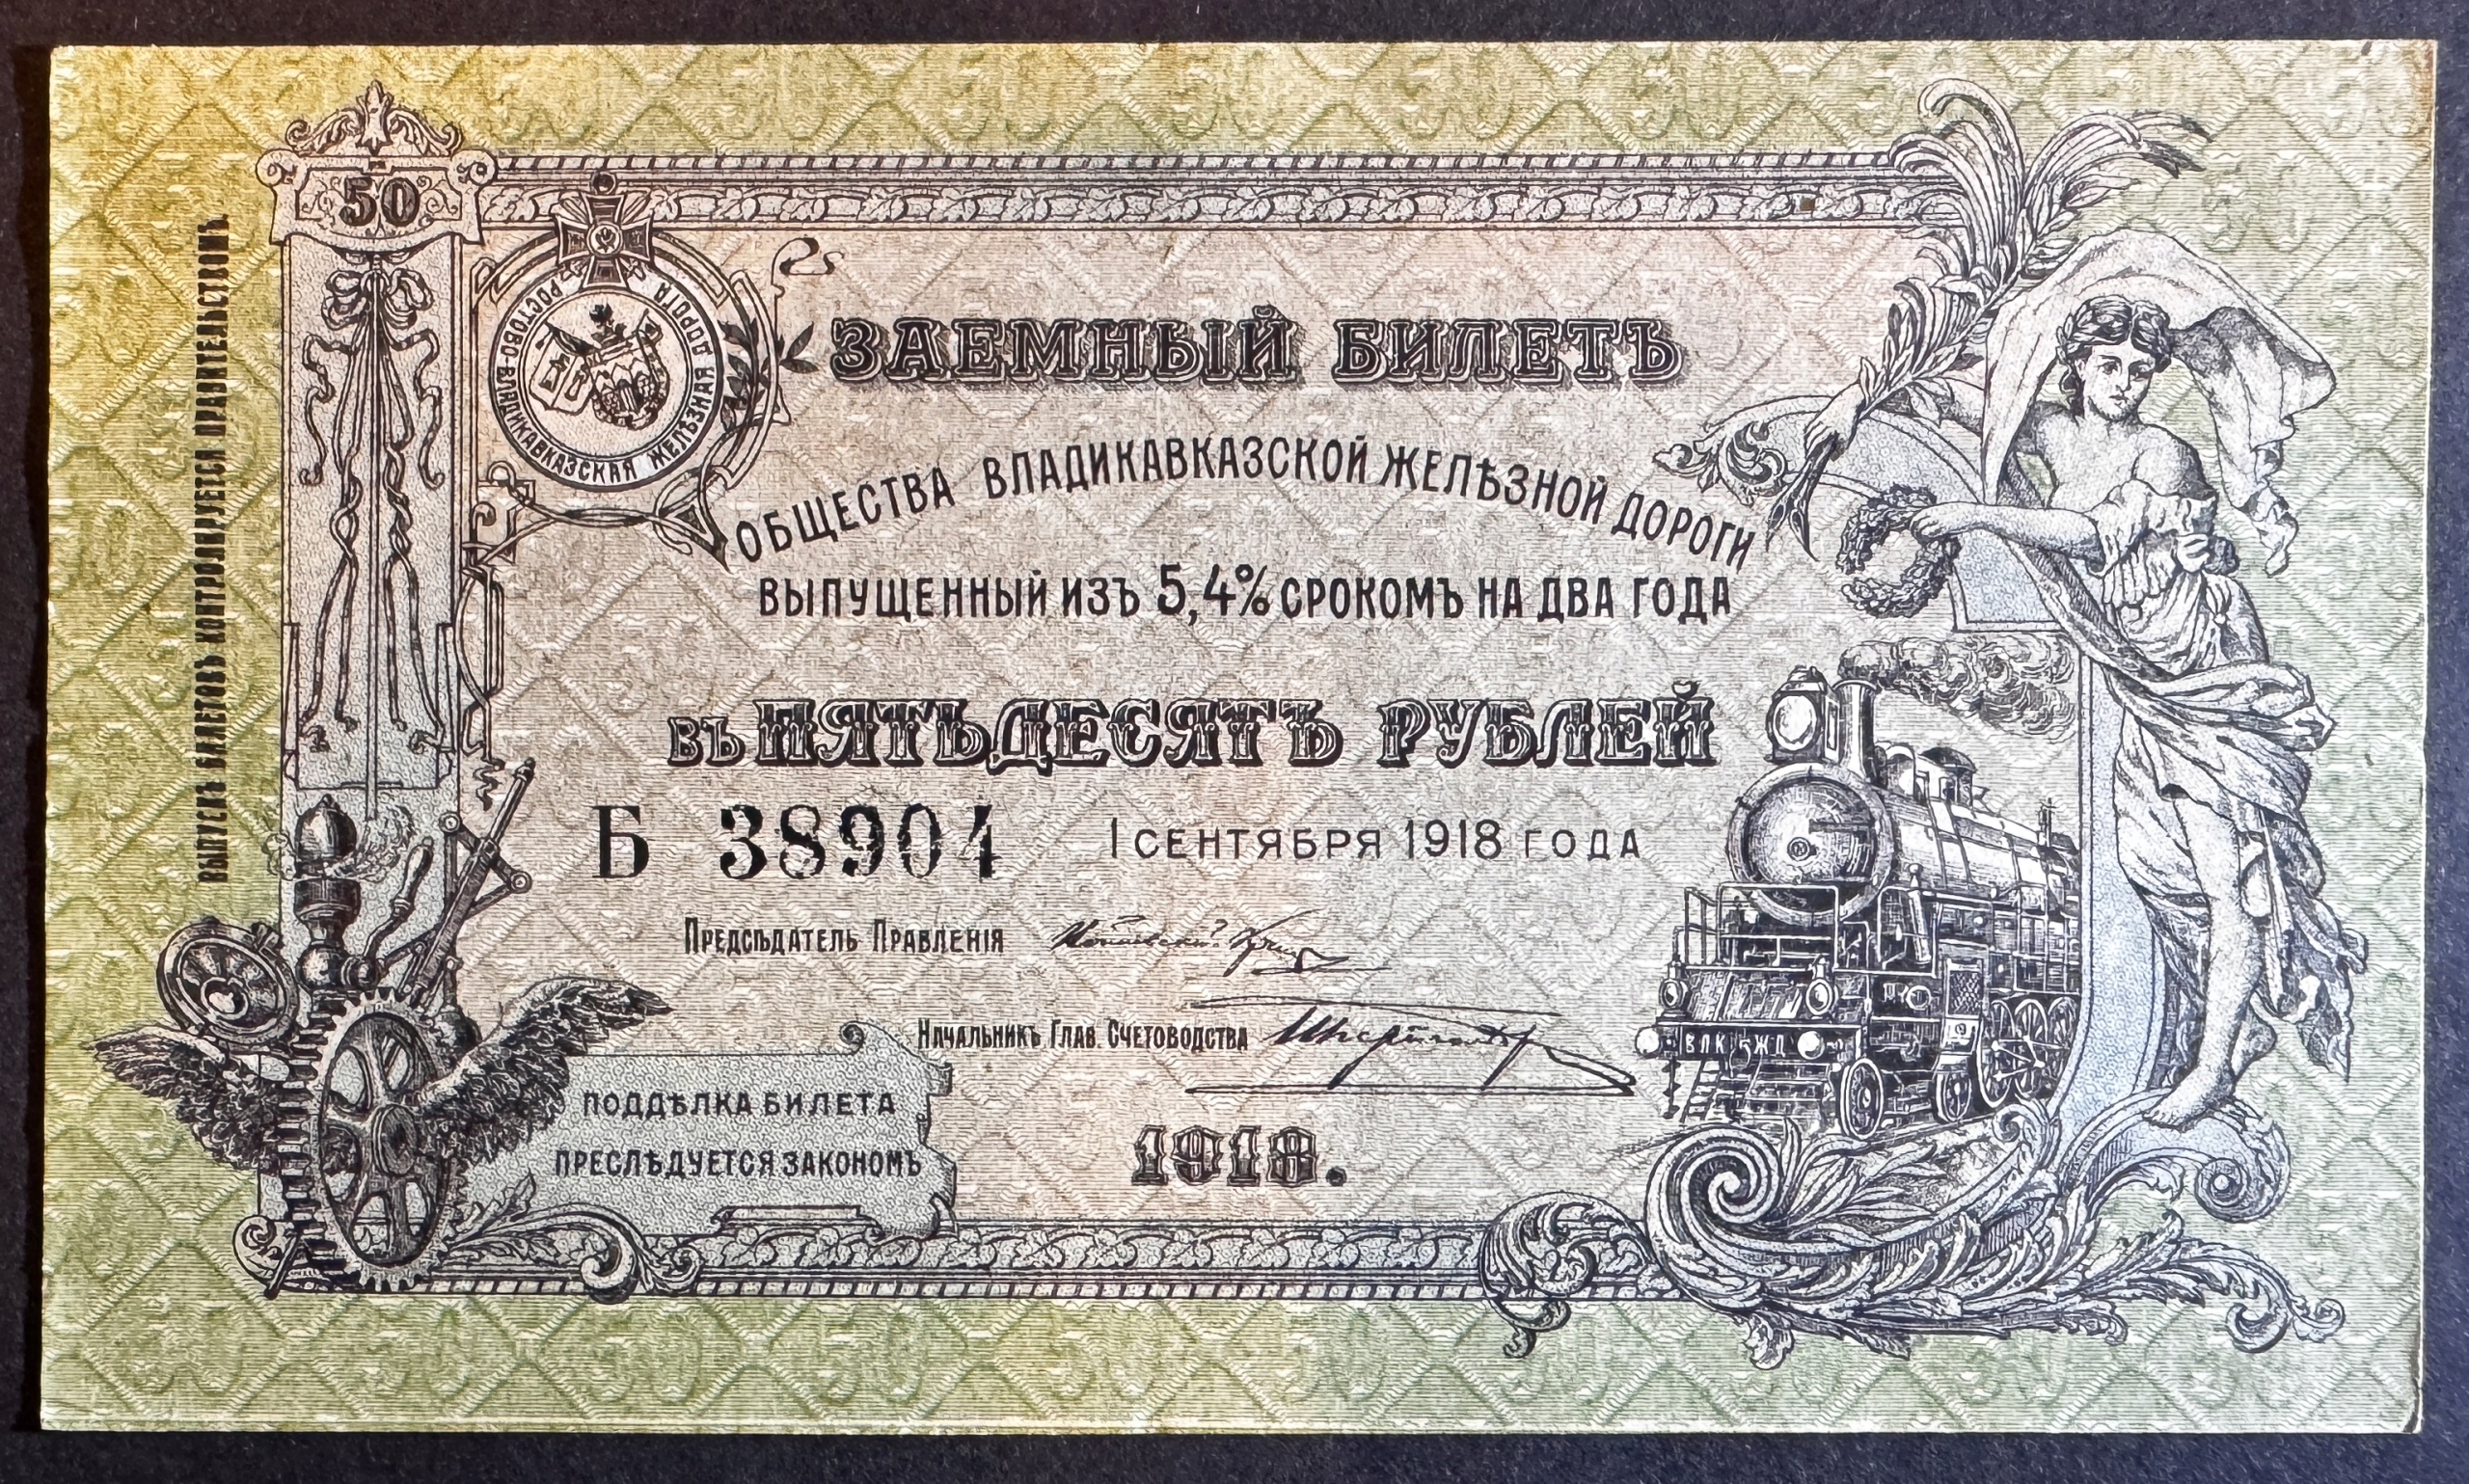 50
РОСТОВО-ВЛАДИКАВКАЗСКАЯ ЖЕЛѢЗНАЯ ДОРОГА
ВЫПУСКЪ БИЛЕТОВЪ КОНТРОЛИРУЕТСЯ ПРАВИТЕЛЬСТВОМЪ.
ЗАЕМНЫЙ БИЛЕТЪ
ОБЩЕСТВА ВЛАДИКАВКАЗСКОЙ ЖЕЛѢЗНОЙ ДОРОГИ
ВЫПУЩЕННЫЙ ИЗЪ 5,4% СРОКОМЪ НА ДВА ГОДА
ВЪ ПЯТЬДЕСЯТЪ РУБЛЕЙ
Б 38904 1 СЕНТЯБРЯ 1918 ГОДА
ПРЕДСѢДАТЕЛЬ ПРАВЛЕНІЯ
НАЧАЛЬНИКЪ ГЛАВ. СЧЕТОВОДСТВА
ВЛК ЖД
ПОДДѢЛКА БИЛЕТА
ПРЕСЛѢДУЕТСЯ ЗАКОНОМЪ
1918.